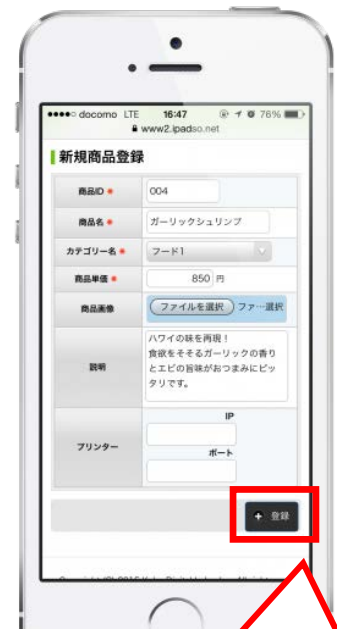 docomo LTE 16:47 76%
www2.ipadso.net
新規商品登録
商品ID * 004
商品名 * ガーリックシュリンプ
カテゴリー名 * フード1
商品単価 * 850 円
商品画像 ファイルを選択 ファ…選択
説明
ハワイの味を再現！
食欲をそそるガーリックの香り
とエビの旨味がおつまみにピッ
タリです。
プリンター
IP
ポート
+ 登録